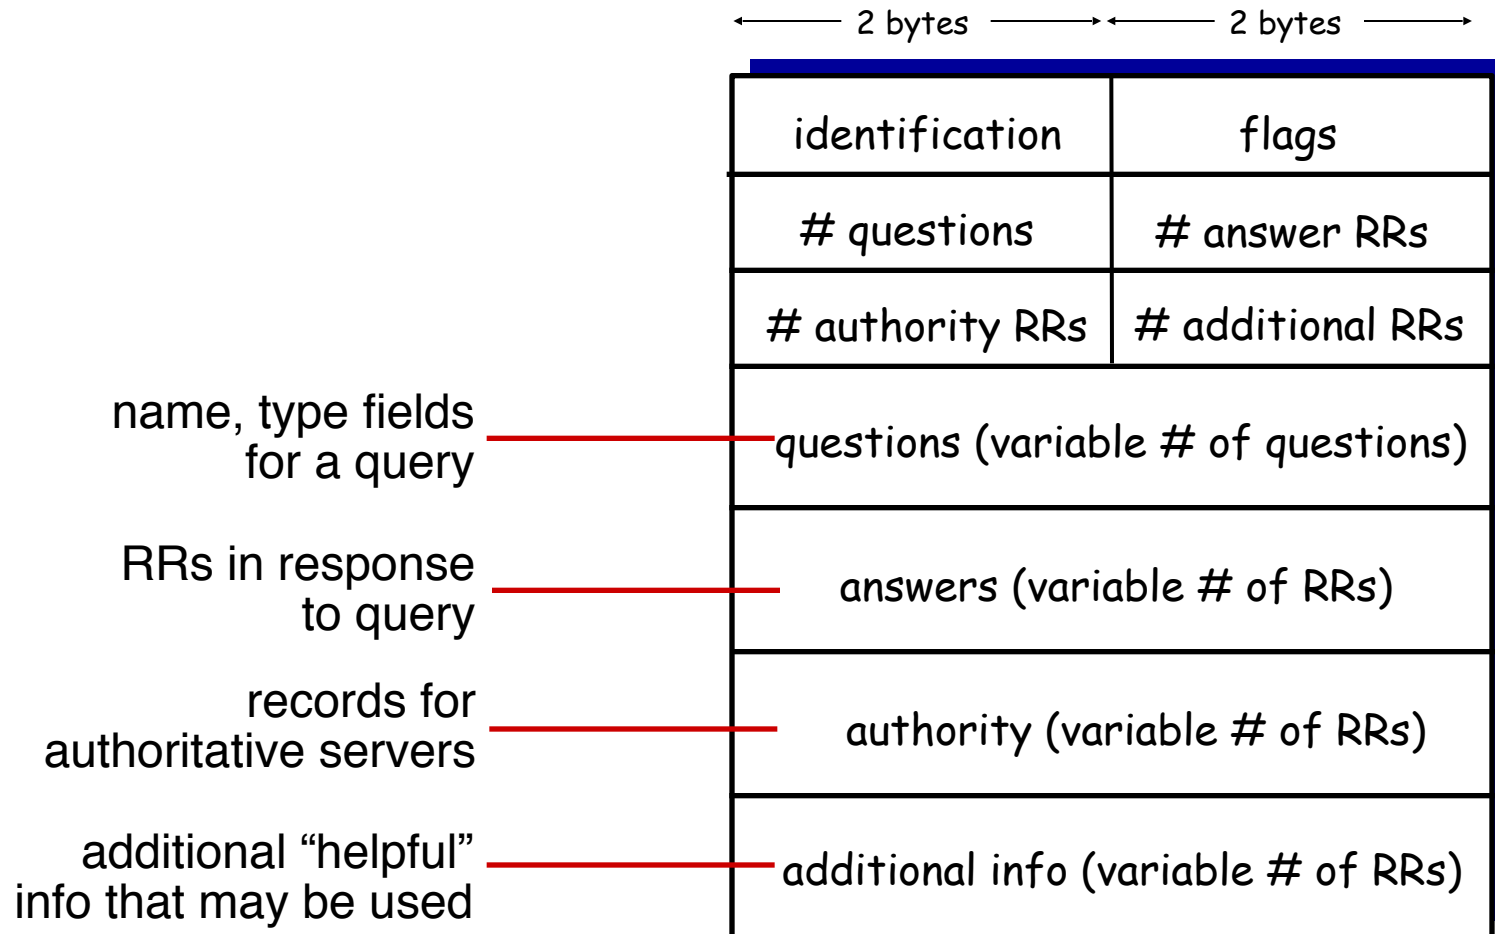 2 bytes 2 bytes
identification flags
# questions # answer RRs
# authority RRs # additional RRs
name, type fields
for a query
questions (variable # of questions)
RRs in response
to query
answers (variable # of RRs)
records for
authoritative servers
authority (variable # of RRs)
additional “helpful”
info that may be used
additional info (variable # of RRs)